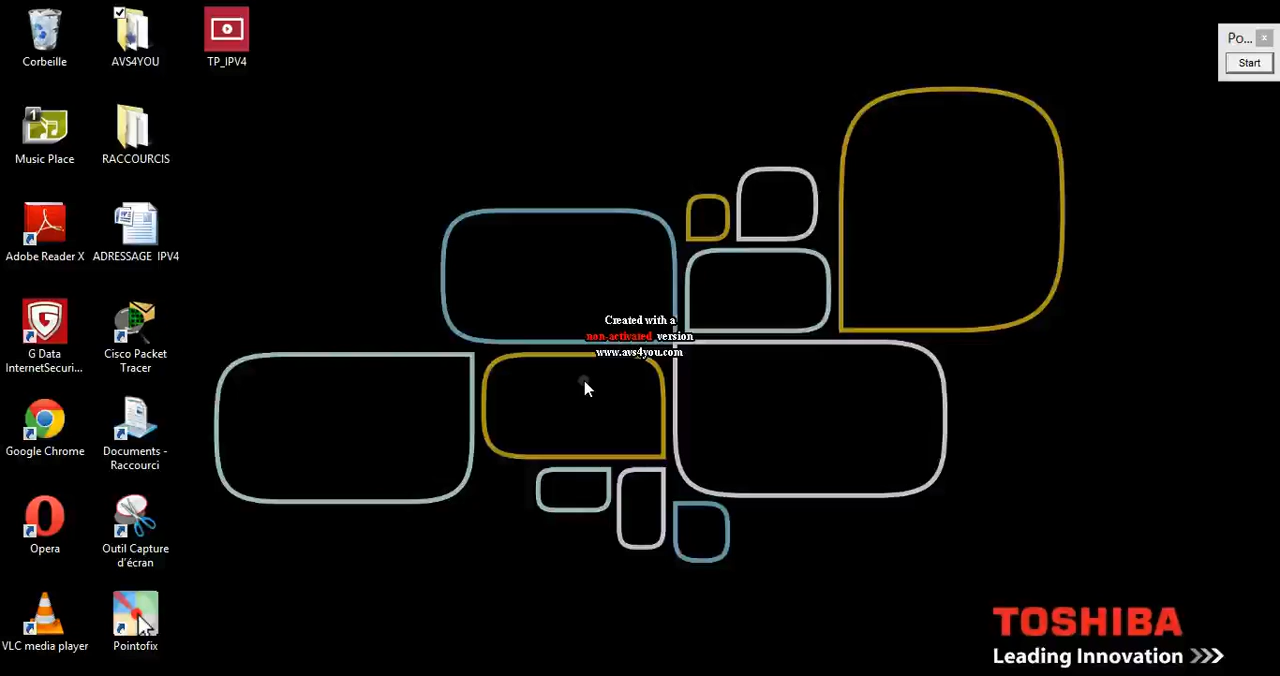 Corbeille
AVS4YOU
TP_IPV4
Po...
Start
1
Music Place
RACCOURCIS
Adobe Reader X
ADRESSAGE IPV4
G Data
InternetSecuri...
Cisco Packet
Tracer
Google Chrome
Documents -
Raccourci
Opera
Outil Capture
d'écran
VLC media player
Pointofix
Created with a
non-activated version
www.avs4you.com
TOSHIBA
Leading Innovation >>>